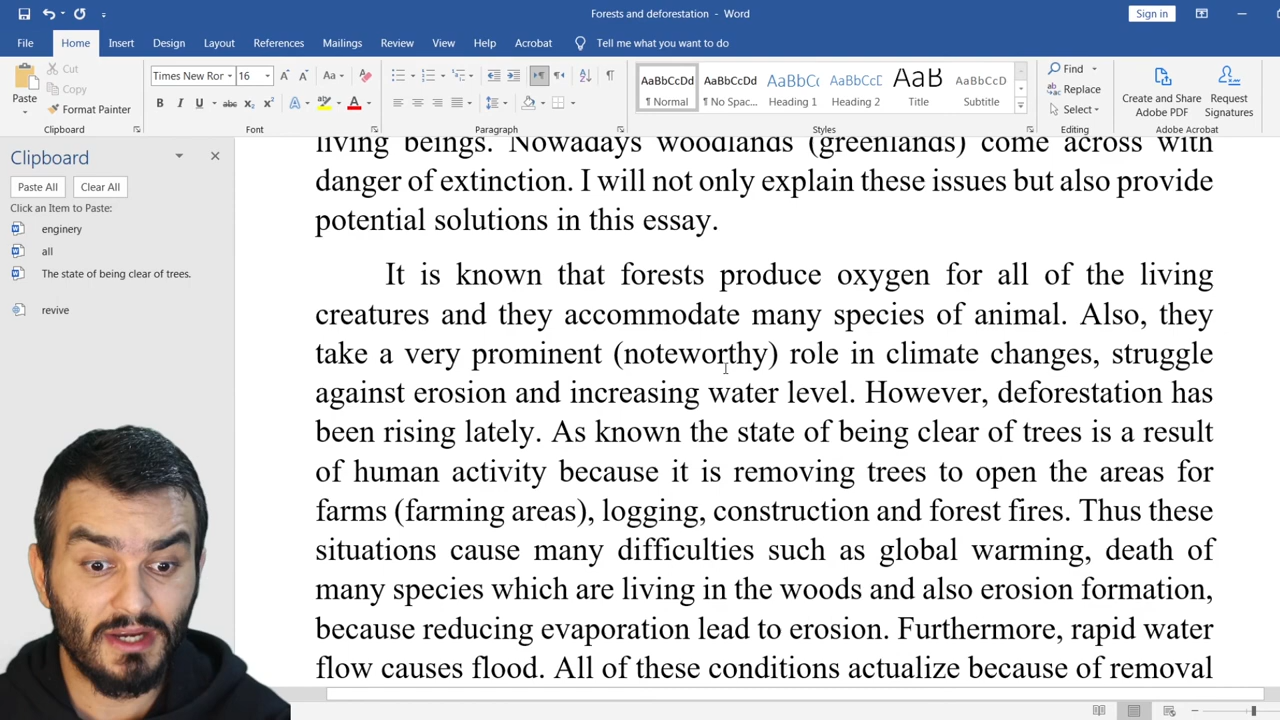 Forests and deforestation - Word
Sign in
File Home Insert Design Layout References Mailings Review View Help Acrobat Tell me what you want to do
Paste
Cut
Copy
Format Painter
Clipboard
Times New Ror 16
Font
Paragraph
AaBbCcDd ¶ Normal
AaBbCcDd ¶ No Spac...
AaBbCc Heading 1
AaBbCcC Heading 2
AaB Title
AaBbCcD Subtitle
Styles
Find
Replace
Select
Editing
Create and Share Adobe PDF
Request Signatures
Adobe Acrobat
Clipboard
Paste All Clear All
Click an Item to Paste:
enginery
all
The state of being clear of trees.
revive
living beings. Nowadays woodlands (greenlands) come across with
danger of extinction. I will not only explain these issues but also provide
potential solutions in this essay.
It is known that forests produce oxygen for all of the living
creatures and they accommodate many species of animal. Also, they
take a very prominent (noteworthy) role in climate changes, struggle
against erosion and increasing water level. However, deforestation has
been rising lately. As known the state of being clear of trees is a result
of human activity because it is removing trees to open the areas for
farms (farming areas), logging, construction and forest fires. Thus these
situations cause many difficulties such as global warming, death of
many species which are living in the woods and also erosion formation,
because reducing evaporation lead to erosion. Furthermore, rapid water
flow causes flood. All of these conditions actualize because of removal